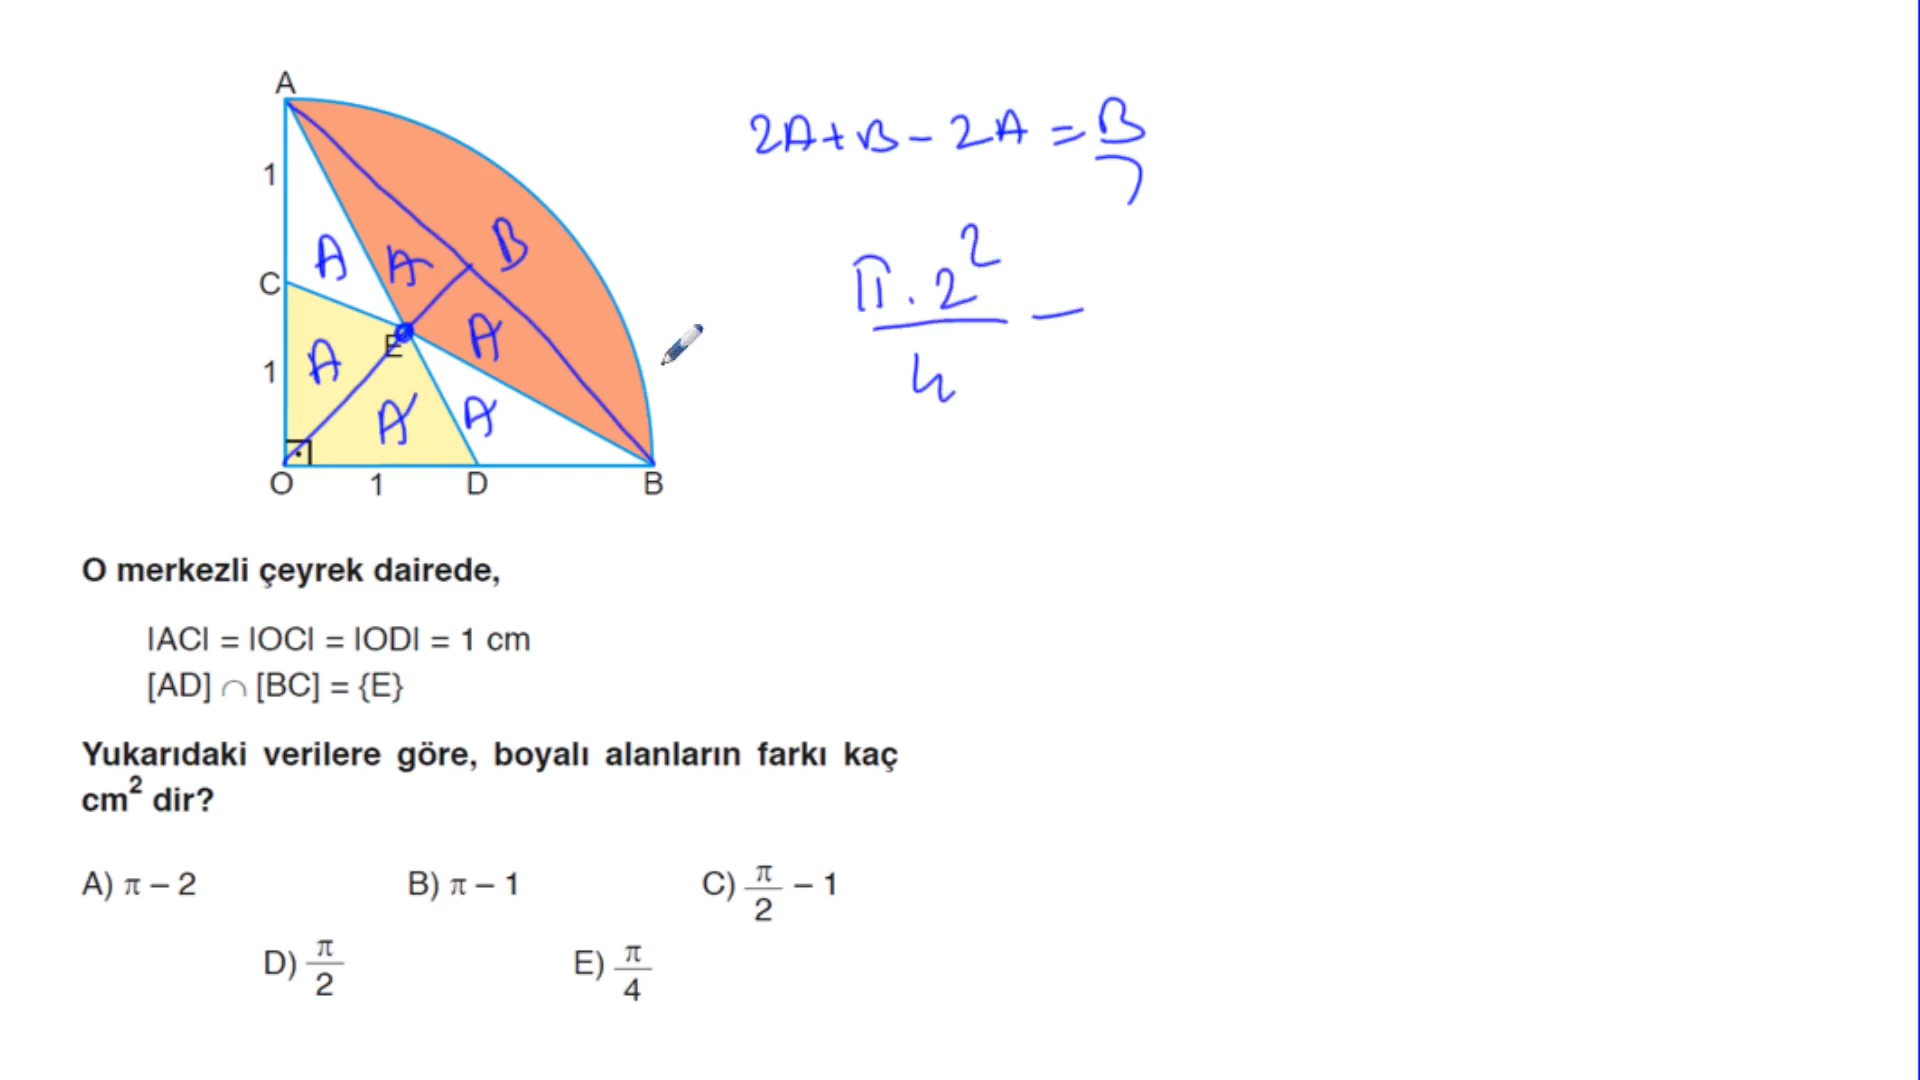 A
1
A A B
C
E
A
1 A
A A
O 1 D B
2A+B-2A = B
π.2²
—
4
O merkezli çeyrek dairede,
|AC| = |OC| = |OD| = 1 cm
[AD] ∩ [BC] = {E}
Yukarıdaki verilere göre, boyalı alanların farkı kaç
cm² dir?
A) π – 2 B) π – 1 C) π/2 – 1
D) π/2 E) π/4